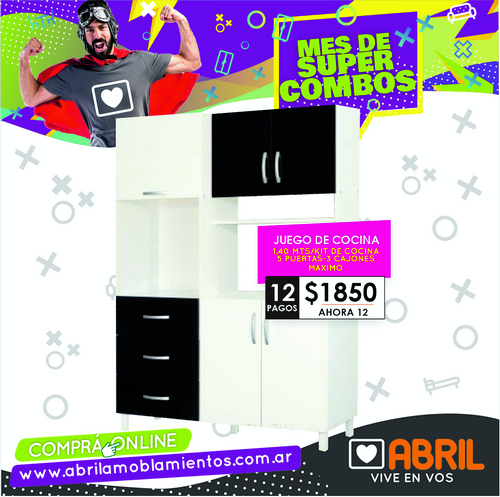 MES DE
SUPER
COMBOS
JUEGO DE COCINA
1,40 MTS/KIT DE COCINA
5 PUERTAS-3 CAJONES
MAXIMO
12
PAGOS
$1850
AHORA 12
COMPRÁ ONLINE
www.abrilamoblamientos.com.ar
ABRIL
VIVE EN VOS